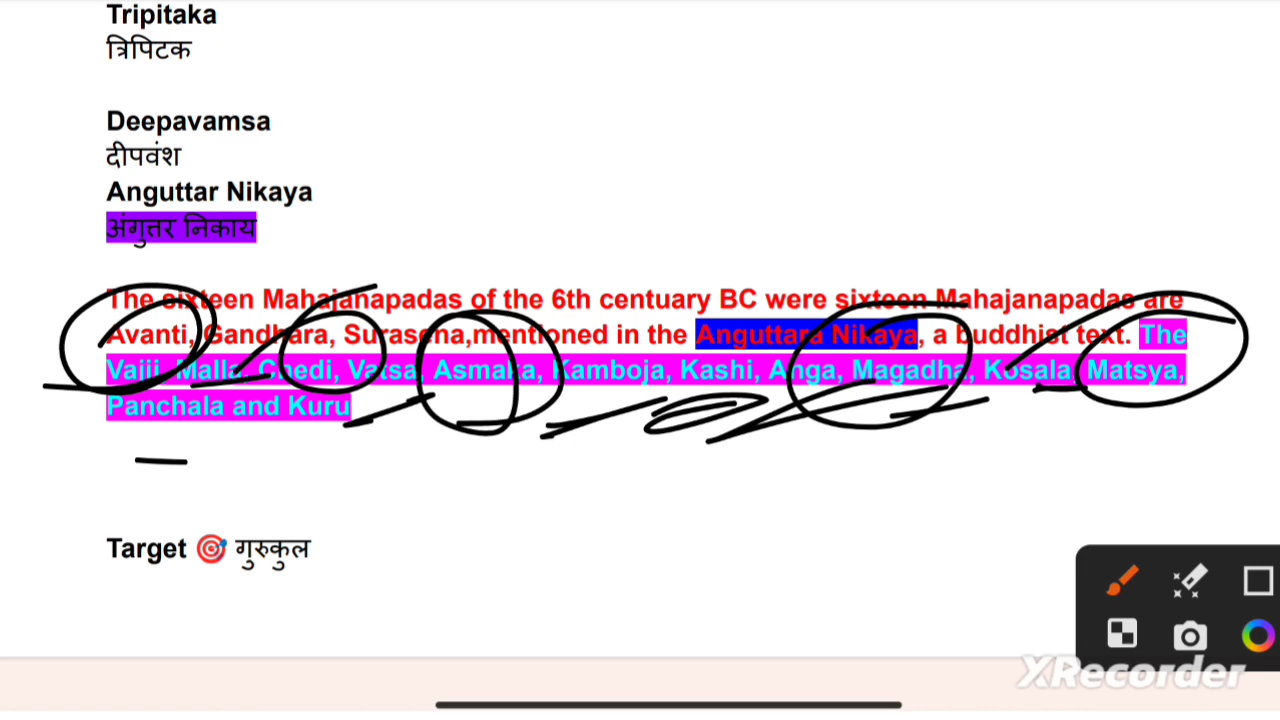 Tripitaka
त्रिपिटक
Deepavamsa
दीपवंश
Anguttar Nikaya
अंगुत्तर निकाय
The sixteen Mahajanapadas of the 6th centuary BC were sixteen Mahajanapadas are
Avanti, Gandhara, Surasena,mentioned in the Anguttara Nikaya, a buddhist text. The
Vajji, Malla, Chedi, Vatsa, Asmaka, Kamboja, Kashi, Anga, Magadha, Kosala, Matsya,
Panchala and Kuru
Target 🎯 गुरुकुल
XRecorder